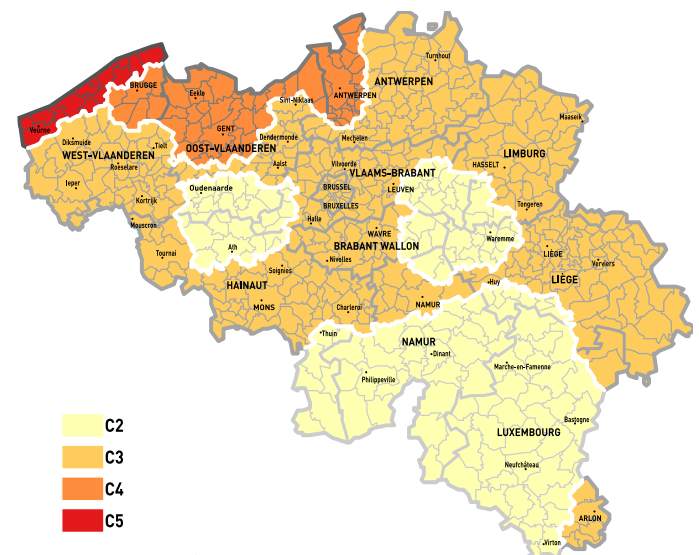 Turnhout
ANTWERPEN
BRUGGE
Eeklo
ANTWERPEN
Sint-Niklaas
Maaseik
Veurne
GENT
Diksmuide
Tielt
OOST-VLAANDEREN
Dendermonde
Mechelen
WEST-VLAANDEREN
Roeselare
Aalst
Vilvoorde
VLAAMS-BRABANT
HASSELT
LIMBURG
Ieper
Oudenaarde
BRUSSEL
LEUVEN
Kortrijk
BRUXELLES
Tongeren
Mouscron
Halle
WAVRE
Waremme
Ath
BRABANT WALLON
Tournai
Nivelles
LIÈGE
Verviers
Soignies
HAINAUT
Huy
LIÈGE
MONS
Charleroi
NAMUR
Thuin
NAMUR
Dinant
Marche-en-Famenne
Philippeville
Bastogne
LUXEMBOURG
Neufchâteau
ARLON
Virton
C2
C3
C4
C5